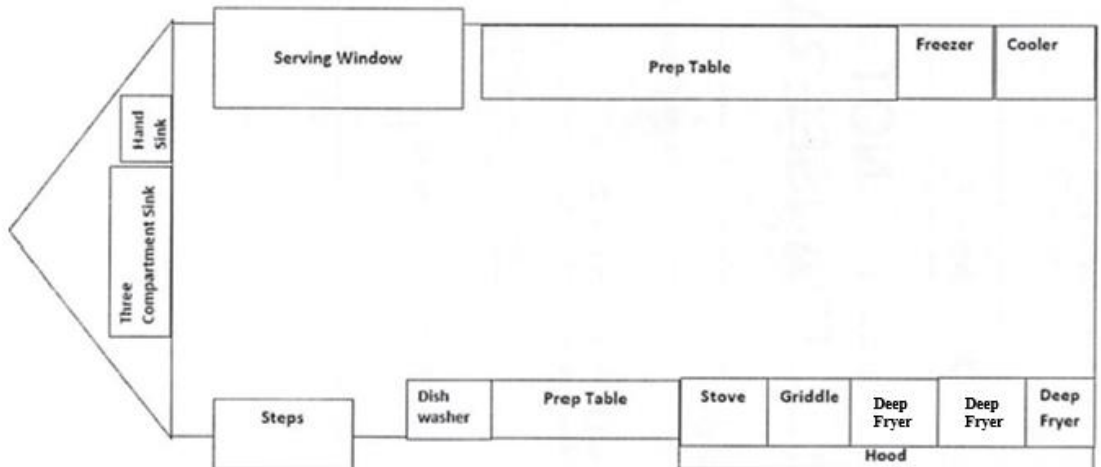 Serving Window
Prep Table
Freezer
Cooler
Hand
Sink
Three
Compartment Sink
Steps
Dish
washer
Prep Table
Stove
Griddle
Deep
Fryer
Deep
Fryer
Deep
Fryer
Hood